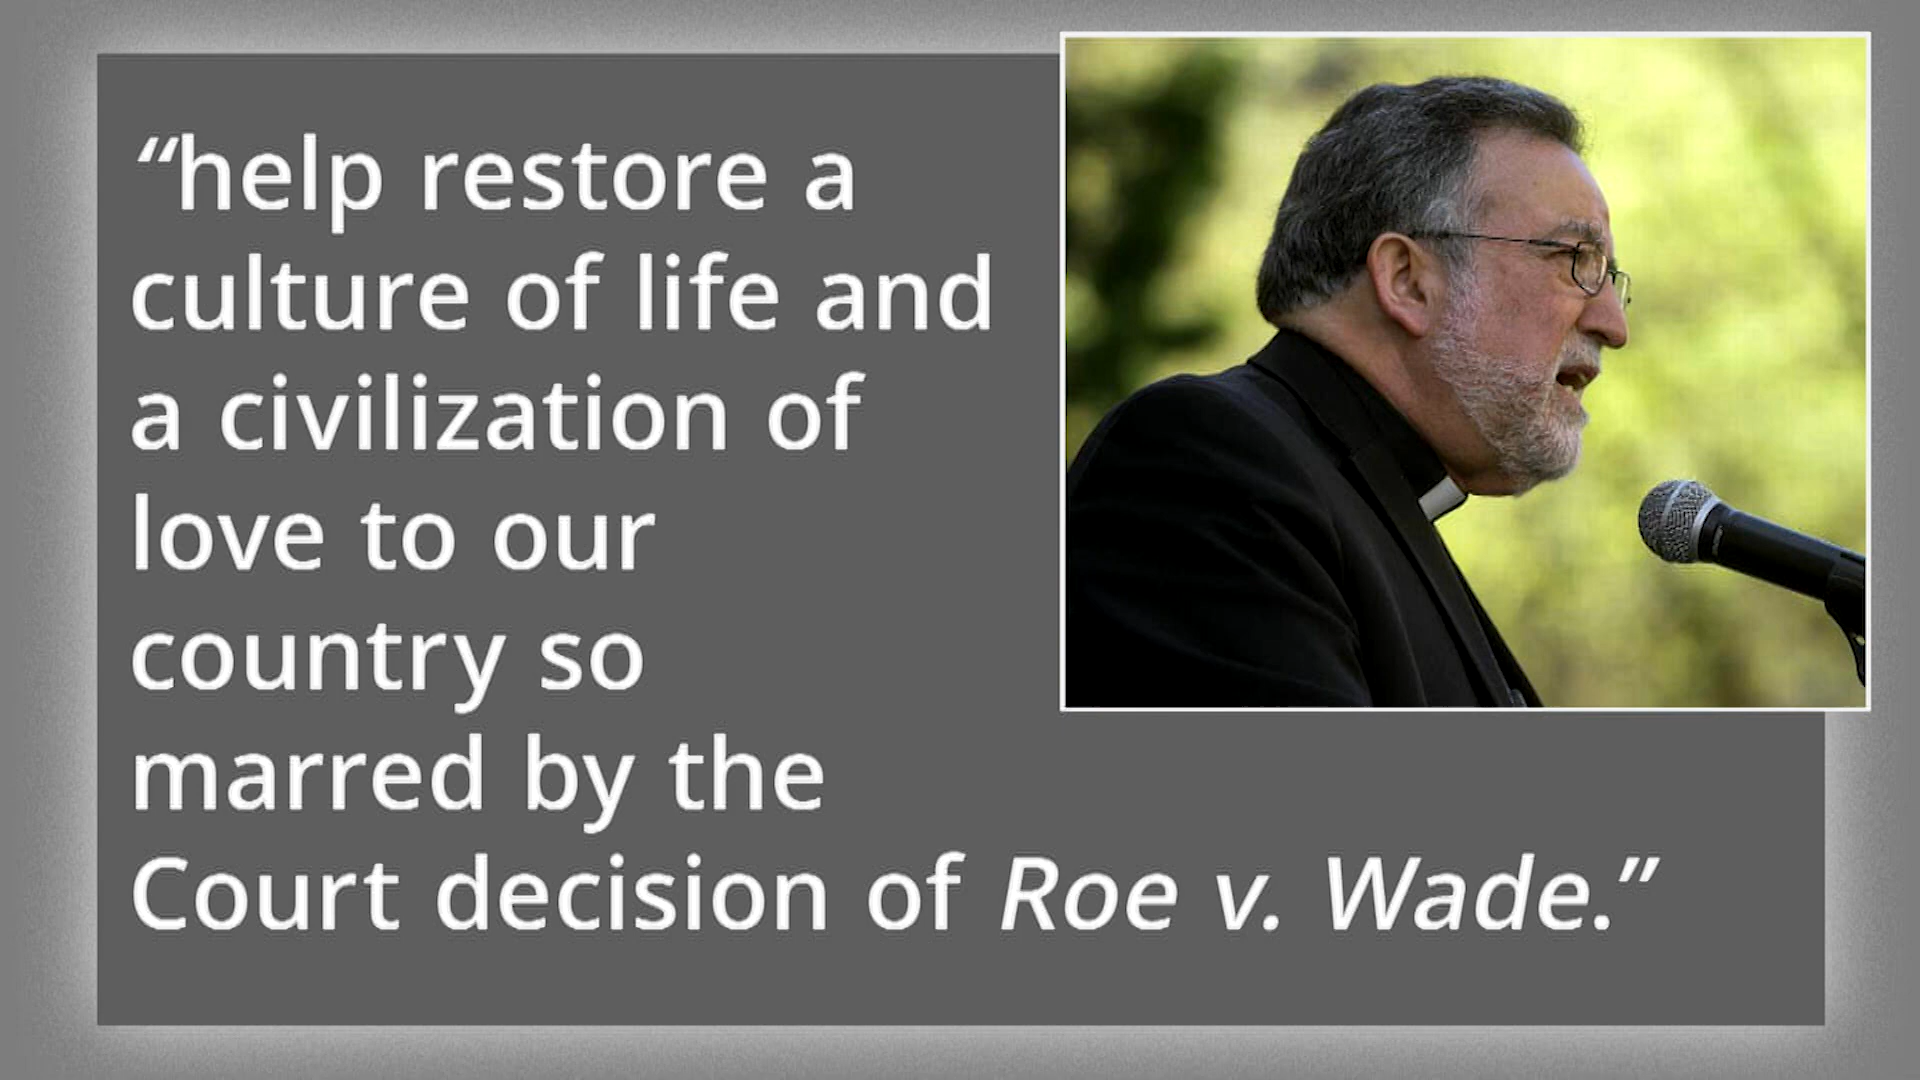 “help restore a
culture of life and
a civilization of
love to our
country so
marred by the
Court decision of Roe v. Wade.”